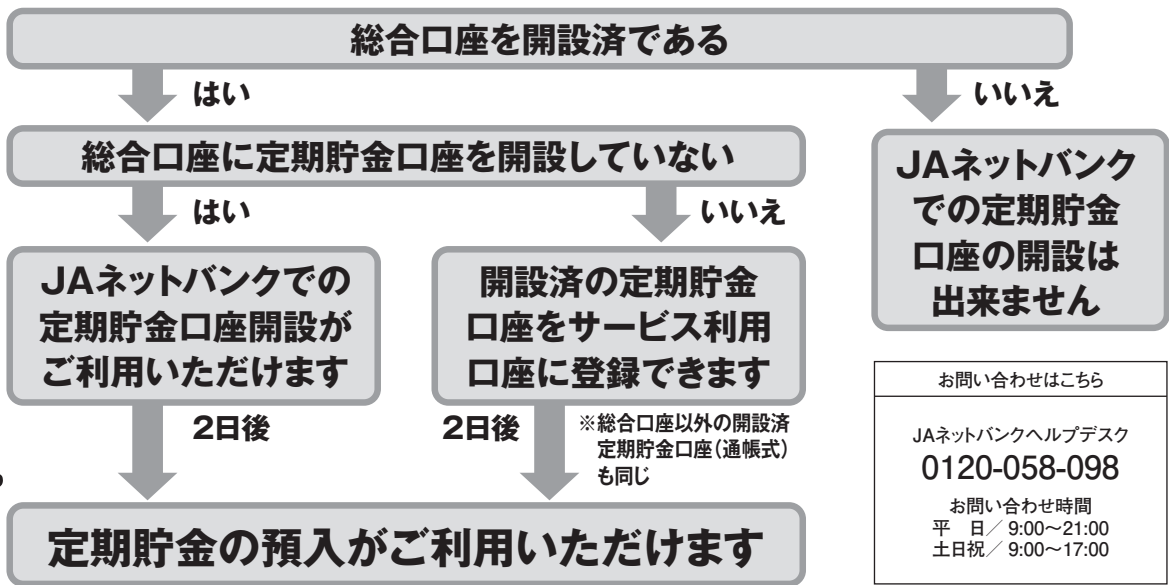 総合口座を開設済である
はい
いいえ
総合口座に定期貯金口座を開設していない
はい
いいえ
JAネットバンクでの
定期貯金口座開設が
ご利用いただけます
開設済の定期貯金
口座をサービス利用
口座に登録できます
JAネットバンク
での定期貯金
口座の開設は
出来ません
2日後
2日後
※総合口座以外の開設済
定期貯金口座(通帳式)
も同じ
定期貯金の預入がご利用いただけます
お問い合わせはこちら
JAネットバンクヘルプデスク
0120-058-098
お問い合わせ時間
平　日／ 9:00～21:00
土日祝／ 9:00～17:00